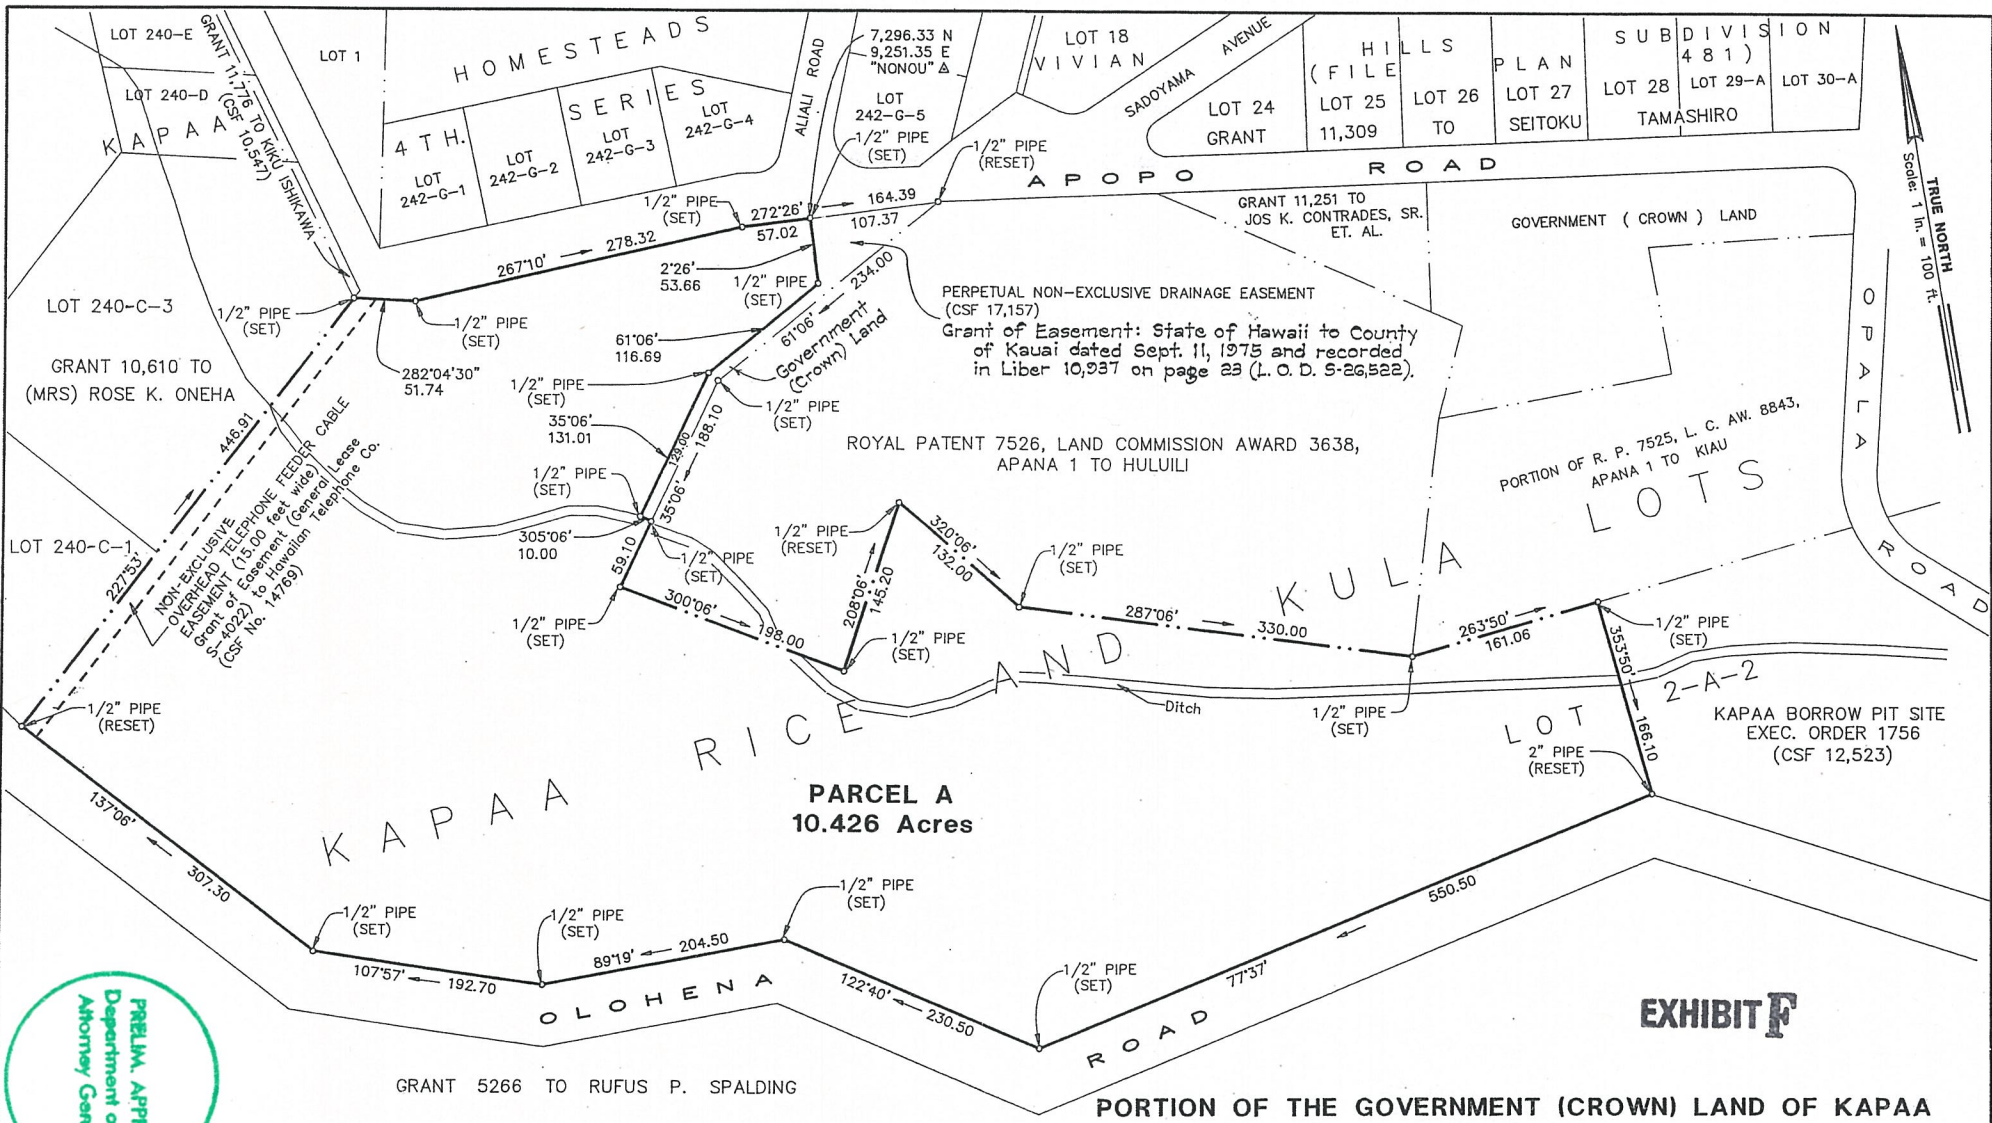 LOT 240-E
GRANT 11,776 TO KIKU ISHIKAWA
(CSF 10,547)
LOT 1
HOMESTEADS
ALIALI ROAD
7,296.33 N
9,251.35 E
"NONOU" △
LOT 18
VIVIAN
SADOYAMA AVENUE
HILLS
(FILE
PLAN
SUBDIVISION
481)
LOT 240-D
KAPAA
4TH.
SERIES
LOT
242-G-1
LOT
242-G-2
LOT
242-G-3
LOT
242-G-4
LOT
242-G-5
LOT 24
GRANT
LOT 25
11,309
LOT 26
TO
LOT 27
SEITOKU
LOT 28
LOT 29-A
LOT 30-A
TAMASHIRO
1/2" PIPE
(SET)
1/2" PIPE
(RESET)
APOPO ROAD
TRUE NORTH
Scale: 1 in. = 100 ft.
1/2" PIPE
(SET)
272°26'
57.02
164.39
107.37
GRANT 11,251 TO
JOS K. CONTRADES, SR.
ET. AL.
GOVERNMENT ( CROWN ) LAND
267°10'
278.32
2°26'
53.66
1/2" PIPE
(SET)
234.00
61°06'
Government
(Crown) Land
PERPETUAL NON-EXCLUSIVE DRAINAGE EASEMENT
(CSF 17,157)
Grant of Easement: State of Hawaii to County
of Kauai dated Sept. 11, 1975 and recorded
in Liber 10,937 on page 23 (L. O. D. S-26,522).
OPALA ROAD
LOT 240-C-3
1/2" PIPE
(SET)
1/2" PIPE
(SET)
282°04'30"
51.74
61°06'
116.69
1/2" PIPE
(SET)
1/2" PIPE
(SET)
GRANT 10,610 TO
(MRS) ROSE K. ONEHA
446.91
227°53'
NON-EXCLUSIVE
OVERHEAD TELEPHONE FEEDER CABLE
EASEMENT (15.00 feet wide)
Grant of Easement (General Lease
S-4022) to Hawaiian Telephone Co.
(CSF No. 14769)
35°06'
131.01
129.00
188.10
35°06'
ROYAL PATENT 7526, LAND COMMISSION AWARD 3638,
APANA 1 TO HULUILI
PORTION OF R. P. 7525, L. C. AW. 8843,
APANA 1 TO KIAU
LOTS
1/2" PIPE
(SET)
LOT 240-C-1
305°06'
10.00
59.10
1/2" PIPE
(SET)
1/2" PIPE
(RESET)
320°06'
132.00
1/2" PIPE
(SET)
208°06'
145.20
300°06'
198.00
1/2" PIPE
(SET)
1/2" PIPE
(SET)
287°06'
330.00
KULA
263°50'
161.06
1/2" PIPE
(SET)
353°50'
166.10
AND
Ditch
1/2" PIPE
(SET)
2-A-2
LOT
KAPAA BORROW PIT SITE
EXEC. ORDER 1756
(CSF 12,523)
2" PIPE
(RESET)
1/2" PIPE
(RESET)
RICE
KAPAA
PARCEL A
10.426 Acres
137°06'
307.30
1/2" PIPE
(SET)
1/2" PIPE
(SET)
1/2" PIPE
(SET)
107°57'
192.70
89°19'
204.50
122°40'
230.50
1/2" PIPE
(SET)
77°37'
550.50
OLOHENA ROAD
EXHIBIT F
PRELIM.
Department
Attorney
GRANT 5266 TO RUFUS P. SPALDING
PORTION OF THE GOVERNMENT (CROWN) LAND OF KAPAA